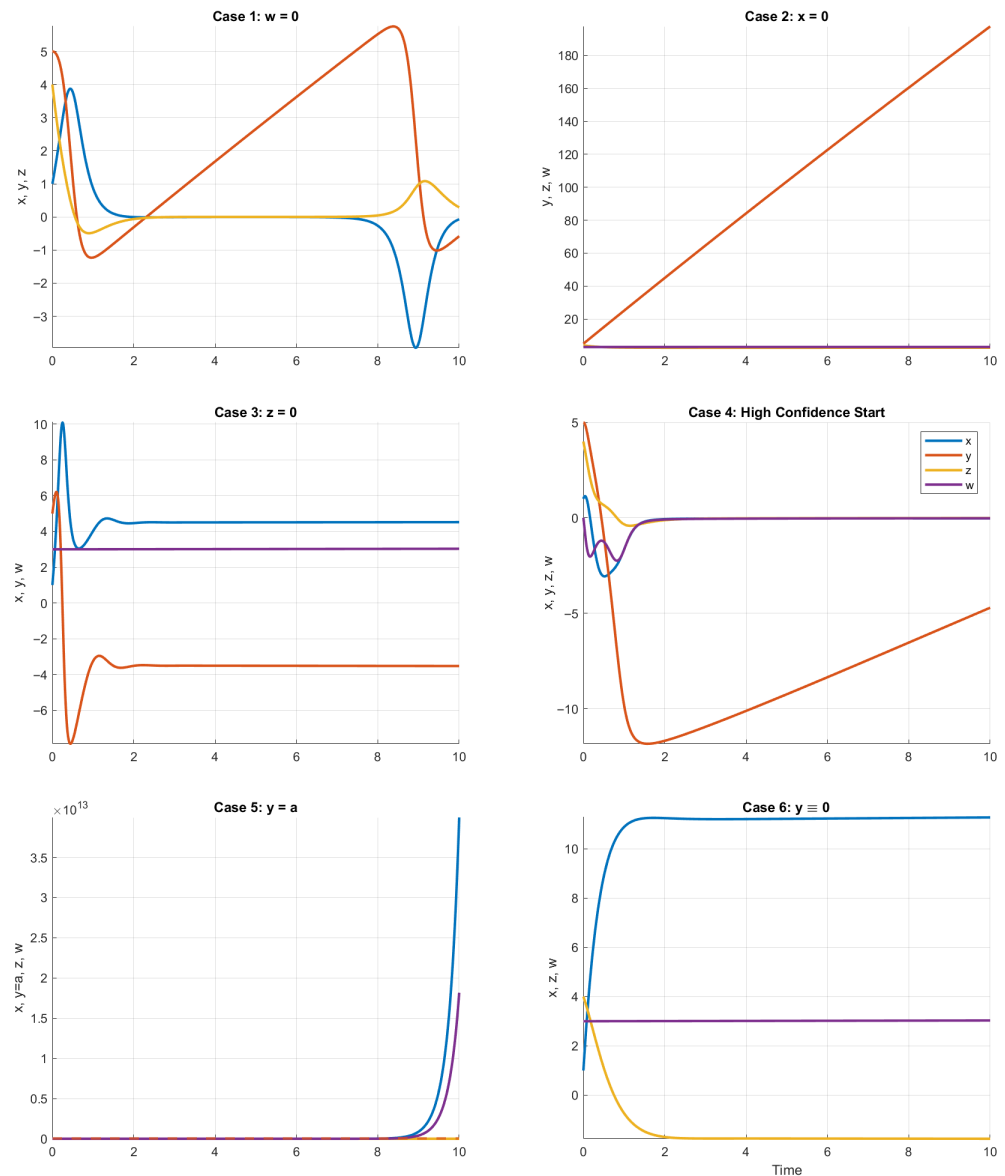 Case 1: w = 0
x, y, z
5
4
3
2
1
0
−1
−2
−3
0 2 4 6 8 10
Case 2: x = 0
y, z, w
180
160
140
120
100
80
60
40
20
0 2 4 6 8 10
Case 3: z = 0
x, y, w
10
8
6
4
2
0
−2
−4
−6
0 2 4 6 8 10
Case 4: High Confidence Start
x, y, z, w
5
0
−5
−10
x
y
z
w
0 2 4 6 8 10
Case 5: y = a
×10¹³
x, y=a, z, w
3.5
3
2.5
2
1.5
1
0.5
0
0 2 4 6 8 10
Case 6: y ≡ 0
x, z, w
10
8
6
4
2
0
0 2 4 6 8 10
Time